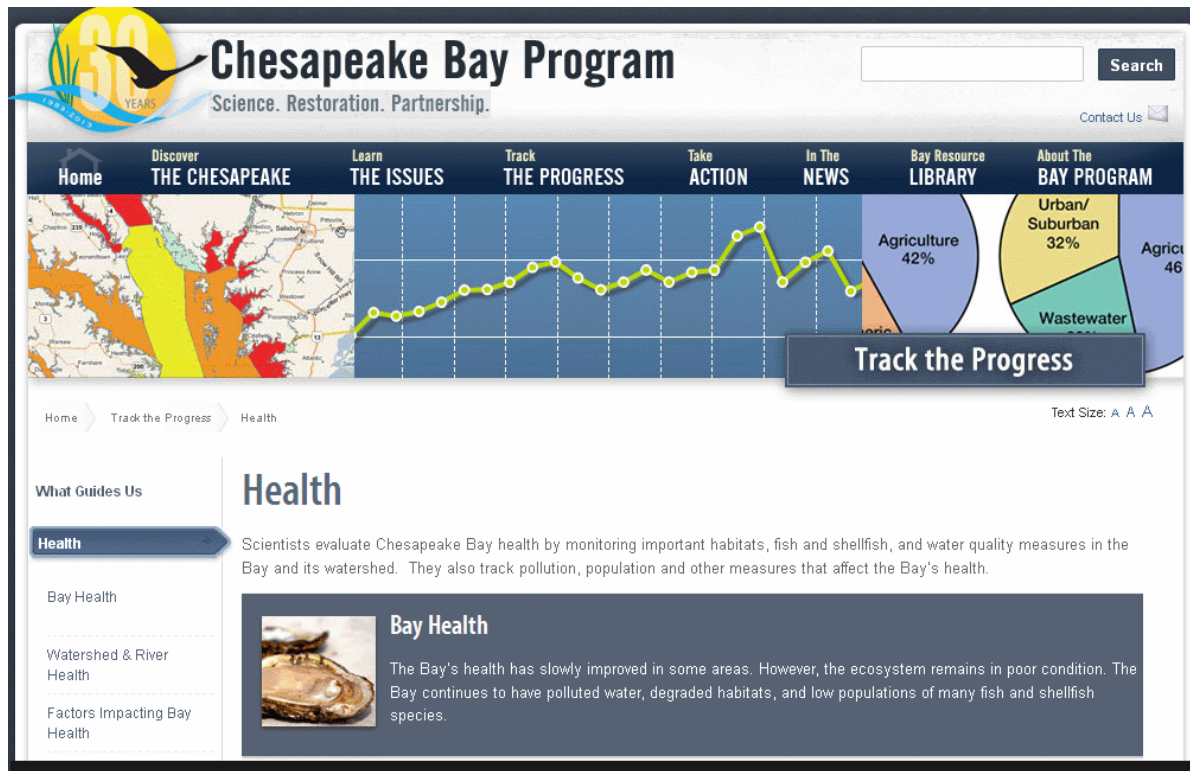 30
YEARS
1983-2013
Chesapeake Bay Program
Science. Restoration. Partnership.
Search
Contact Us
Home
Discover
THE CHESAPEAKE
Learn
THE ISSUES
Track
THE PROGRESS
Take
ACTION
In The
NEWS
Bay Resource
LIBRARY
About The
BAY PROGRAM
Salisbury
Princess Anne
Agriculture
42%
Urban/
Suburban
32%
Wastewater
46
Track the Progress
Home
Track the Progress
Health
Text Size: A A A
What Guides Us
Health
Bay Health
Watershed & River
Health
Factors Impacting Bay
Health
Health
Scientists evaluate Chesapeake Bay health by monitoring important habitats, fish and shellfish, and water quality measures in the
Bay and its watershed. They also track pollution, population and other measures that affect the Bay's health.
Bay Health
The Bay's health has slowly improved in some areas. However, the ecosystem remains in poor condition. The
Bay continues to have polluted water, degraded habitats, and low populations of many fish and shellfish
species.